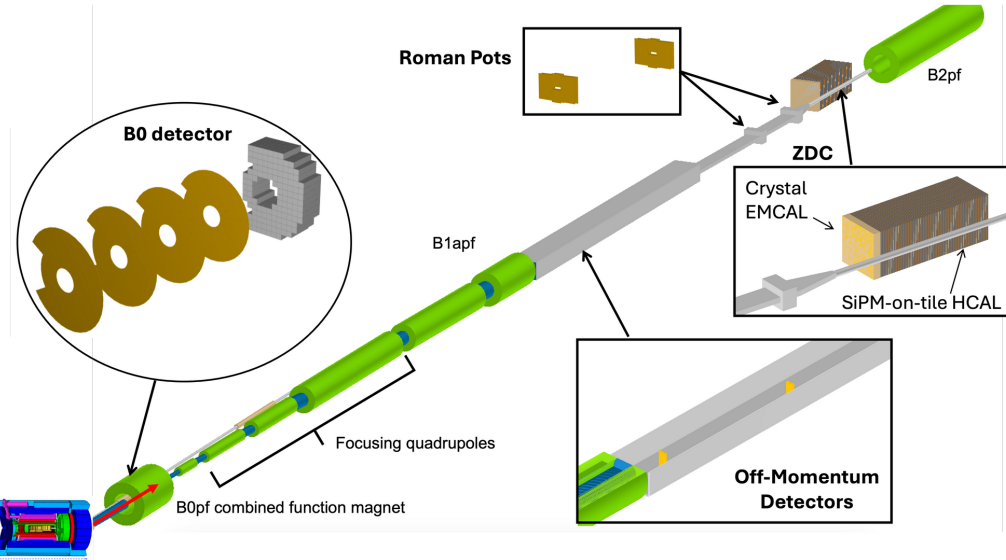 Roman Pots
B2pf
B0 detector
ZDC
Crystal
EMCAL
B1apf
SiPM-on-tile HCAL
Focusing quadrupoles
Off-Momentum
Detectors
B0pf combined function magnet